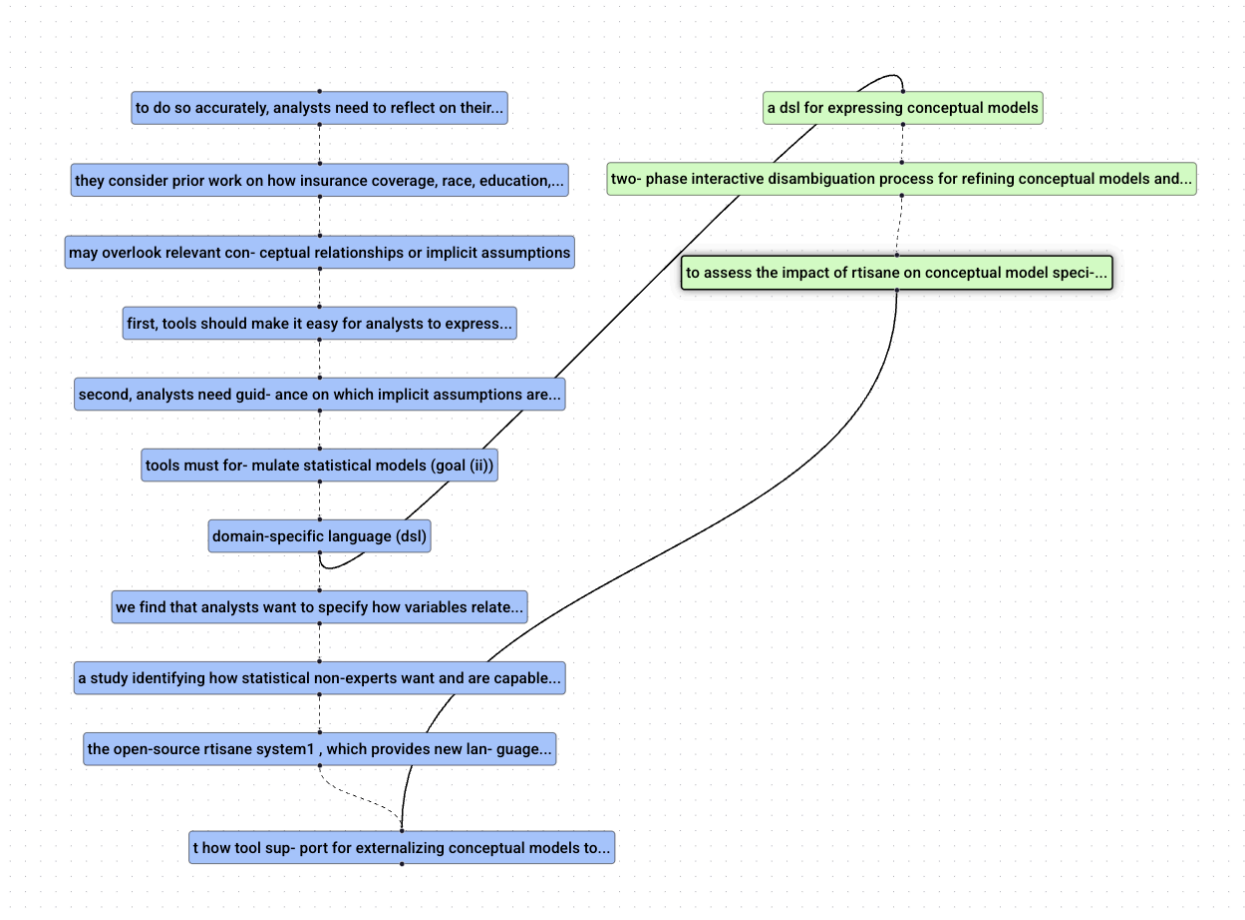 to do so accurately, analysts need to reflect on their...
they consider prior work on how insurance coverage, race, education,...
may overlook relevant con- ceptual relationships or implicit assumptions
first, tools should make it easy for analysts to express...
second, analysts need guid- ance on which implicit assumptions are...
tools must for- mulate statistical models (goal (ii))
domain-specific language (dsl)
we find that analysts want to specify how variables relate...
a study identifying how statistical non-experts want and are capable...
the open-source rtisane system1 , which provides new lan- guage...
t how tool sup- port for externalizing conceptual models to...
a dsl for expressing conceptual models
two- phase interactive disambiguation process for refining conceptual models and...
to assess the impact of rtisane on conceptual model speci-...